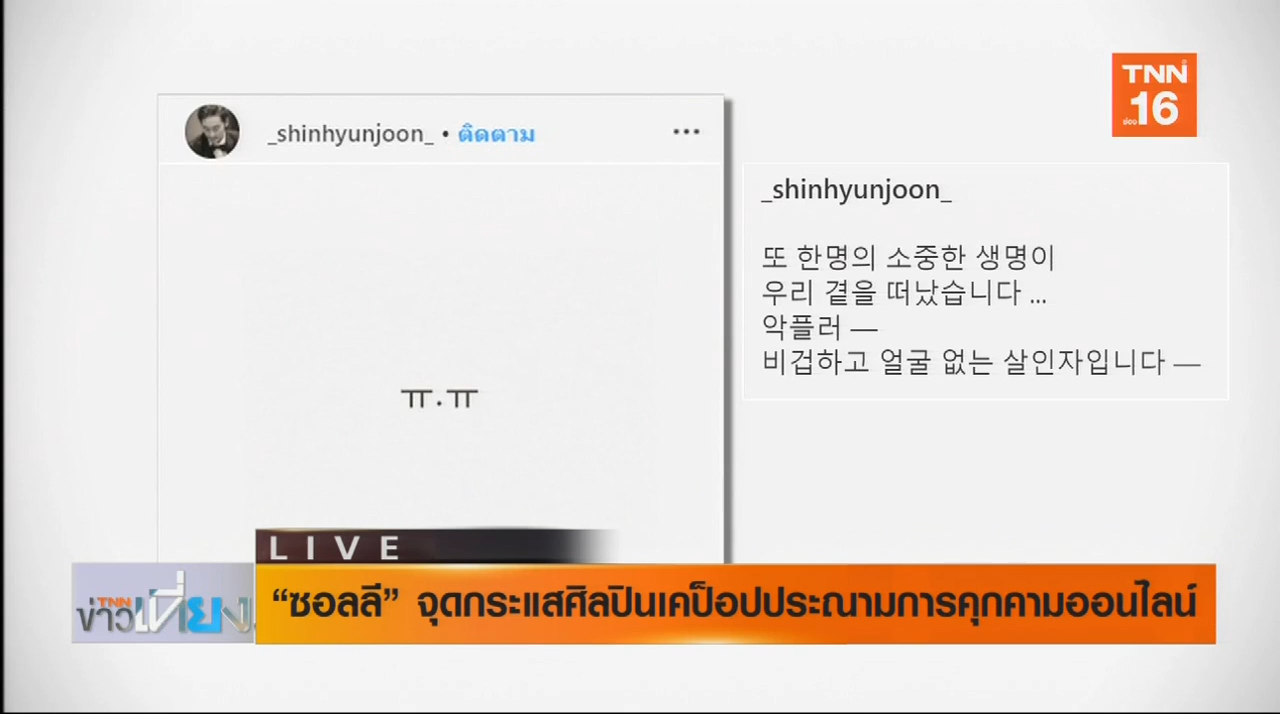 TNN
ช่อง 16
_shinhyunjoon_ • ติดตาม
ㅠ.ㅠ
_shinhyunjoon_
또 한명의 소중한 생명이
우리 곁을 떠났습니다 ...
악플러 —
비겁하고 얼굴 없는 살인자입니다 —
LIVE
TNN
ข่าวเที่ยง
“ซอลลี” จุดกระแสศิลปินเคป็อปประณามการคุกคามออนไลน์